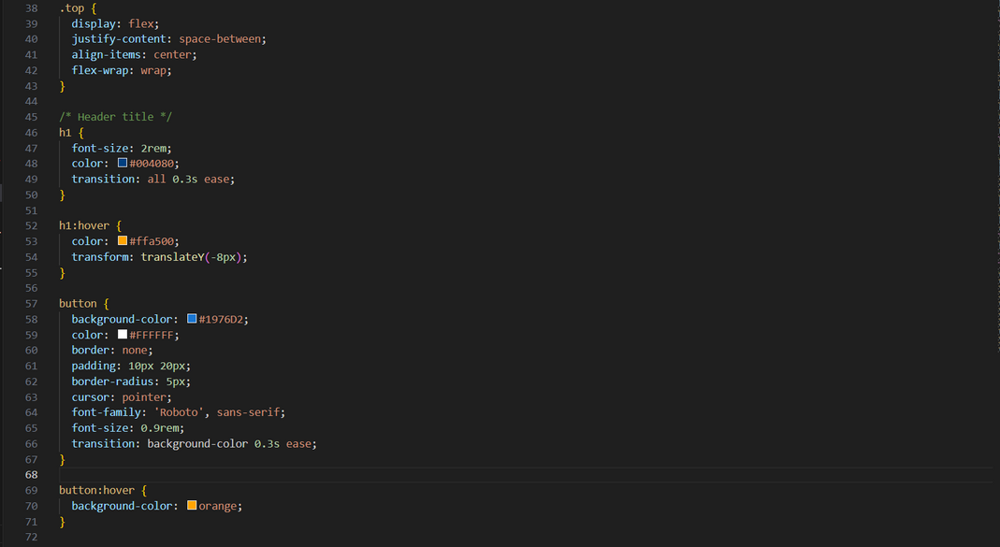 38 .top {
39 display: flex;
40 justify-content: space-between;
41 align-items: center;
42 flex-wrap: wrap;
43 }
44
45 /* Header title */
46 h1 {
47 font-size: 2rem;
48 color: #004080;
49 transition: all 0.3s ease;
50 }
51
52 h1:hover {
53 color: #ffa500;
54 transform: translateY(-8px);
55 }
56
57 button {
58 background-color: #1976D2;
59 color: #FFFFFF;
60 border: none;
61 padding: 10px 20px;
62 border-radius: 5px;
63 cursor: pointer;
64 font-family: 'Roboto', sans-serif;
65 font-size: 0.9rem;
66 transition: background-color 0.3s ease;
67 }
68
69 button:hover {
70 background-color: orange;
71 }
72